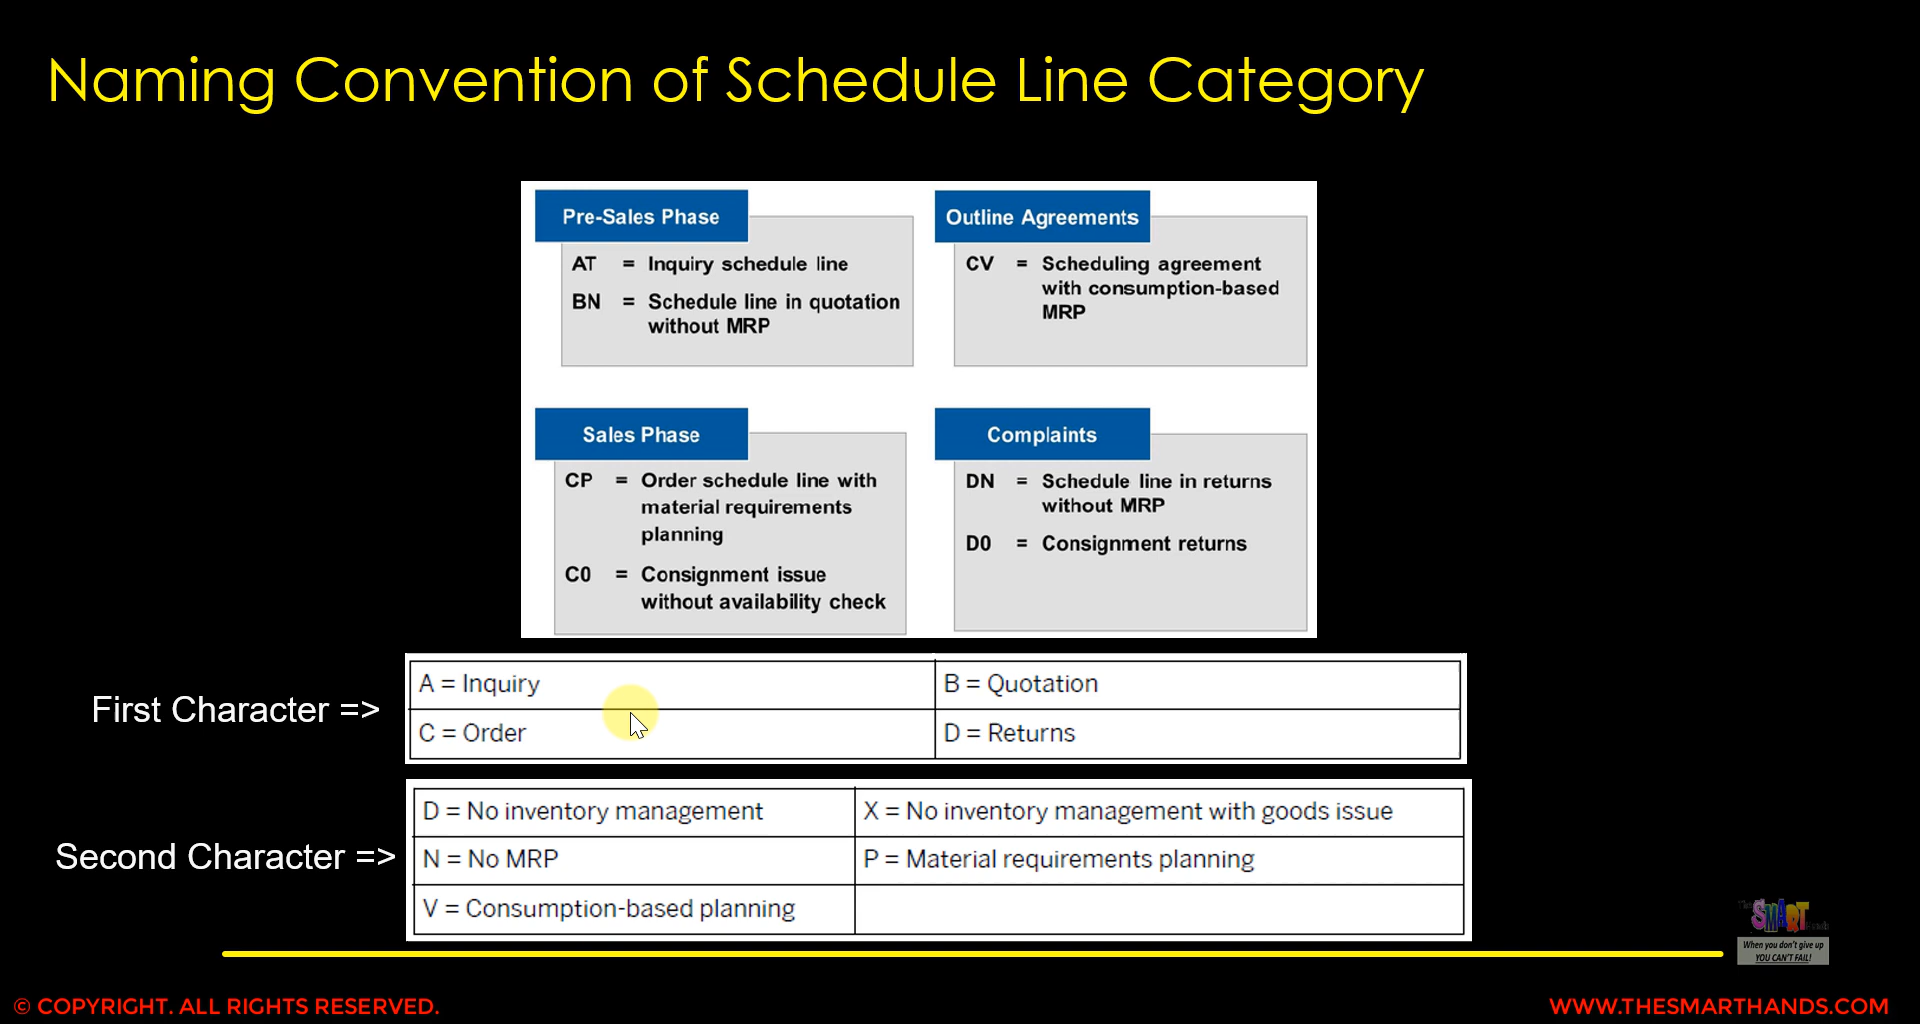 Naming Convention of Schedule Line Category
Pre-Sales Phase
AT = Inquiry schedule line
BN = Schedule line in quotation
without MRP
Outline Agreements
CV = Scheduling agreement
with consumption-based
MRP
Sales Phase
CP = Order schedule line with
material requirements
planning
C0 = Consignment issue
without availability check
Complaints
DN = Schedule line in returns
without MRP
D0 = Consignment returns
First Character =>
A = Inquiry
B = Quotation
C = Order
D = Returns
Second Character =>
D = No inventory management
X = No inventory management with goods issue
N = No MRP
P = Material requirements planning
V = Consumption-based planning
SMART
When you don't give up
YOU CAN'T FAIL!
© COPYRIGHT. ALL RIGHTS RESERVED.
WWW.THESMARTHANDS.COM